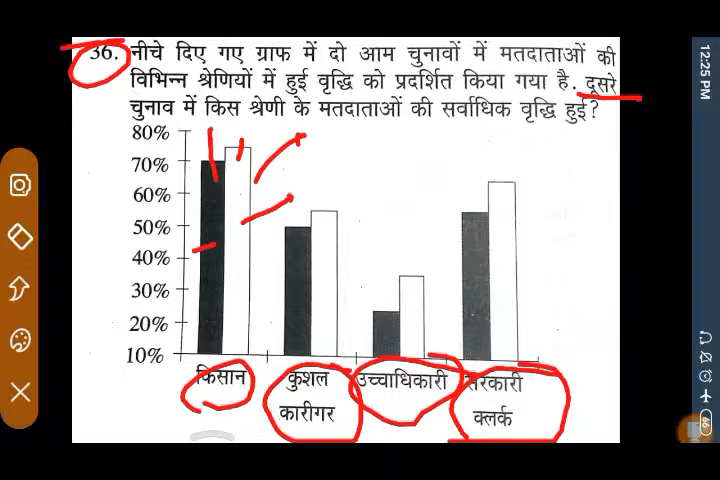 36. नीचे दिए गए ग्राफ में दो आम चुनावों में मतदाताओं की
विभिन्न श्रेणियों में हुई वृद्धि को प्रदर्शित किया गया है. दूसरे
चुनाव में किस श्रेणी के मतदाताओं की सर्वाधिक वृद्धि हुई?
80%
70%
60%
50%
40%
30%
20%
10%
किसान
कुशल
कारीगर
उच्चाधिकारी
सरकारी
क्लर्क
12:25 PM
66